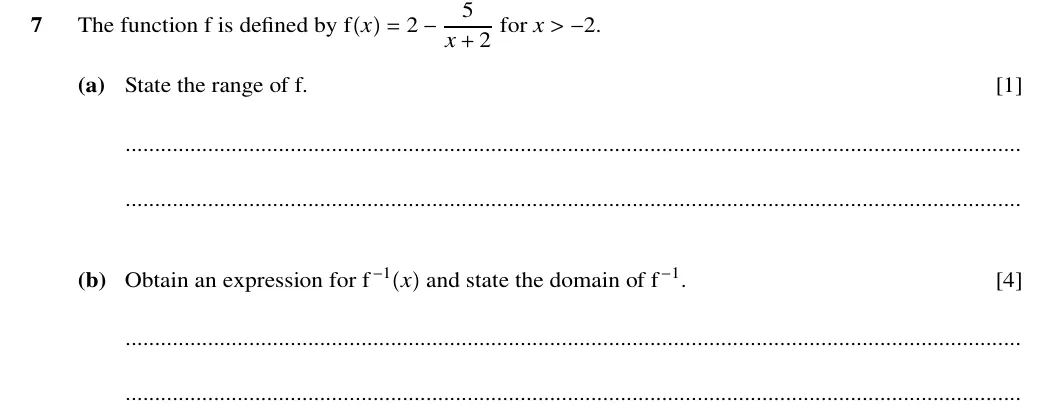 7 The function f is defined by f(x) = 2 − 5/(x + 2) for x > −2.
(a) State the range of f. [1]
(b) Obtain an expression for f⁻¹(x) and state the domain of f⁻¹. [4]